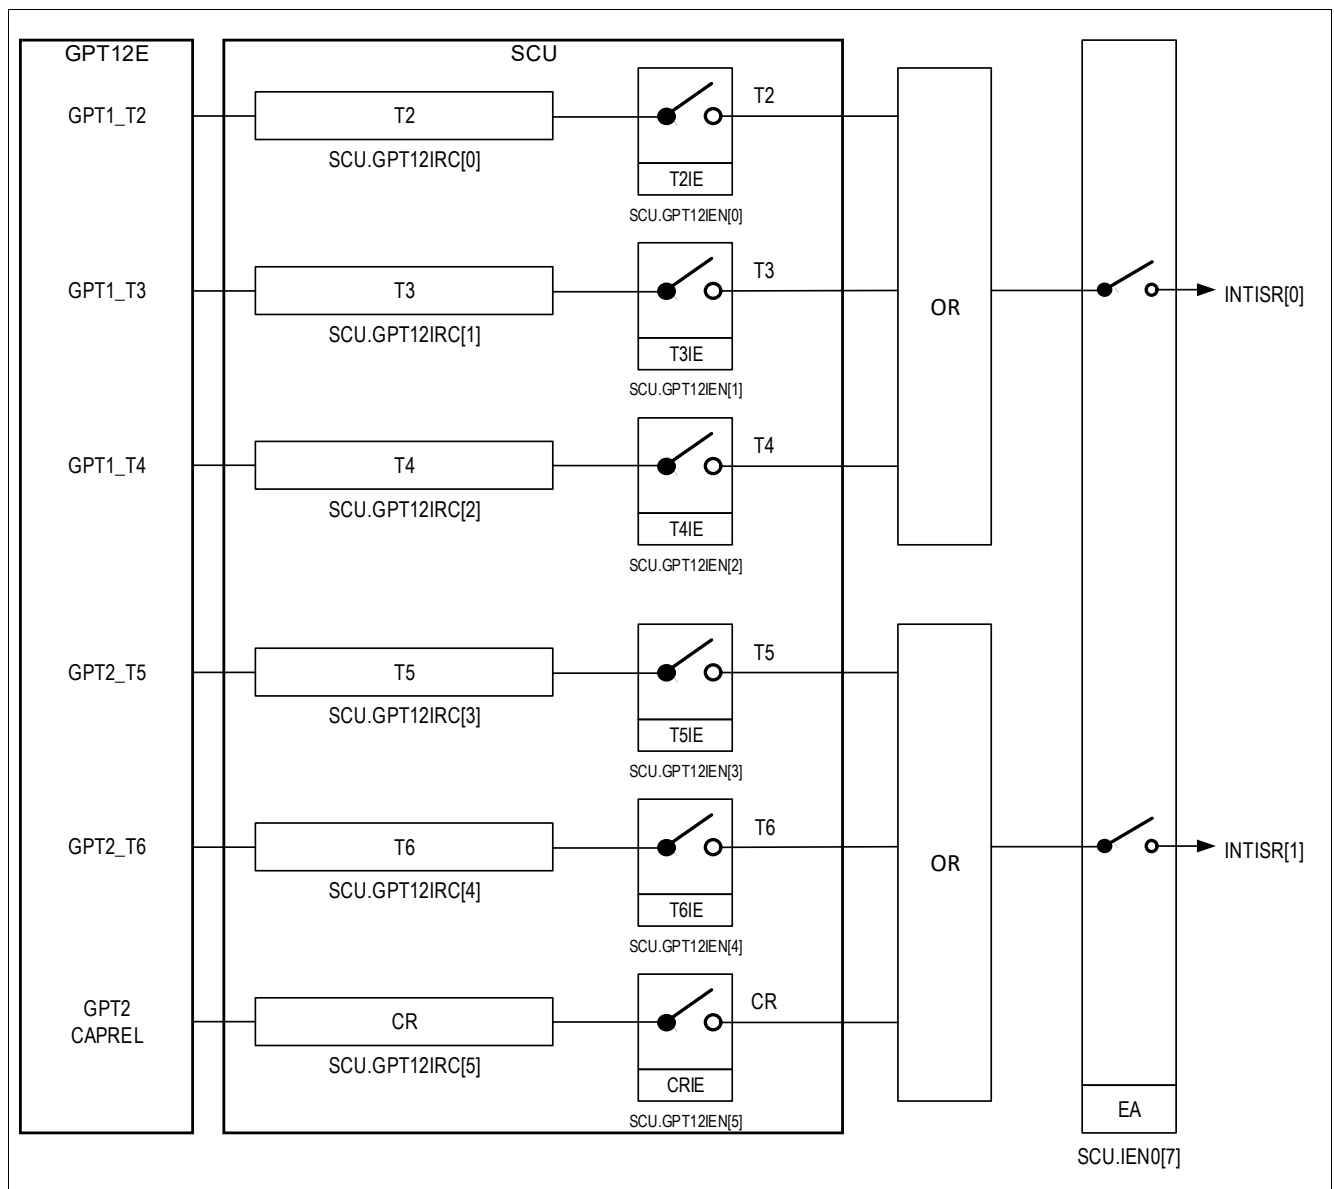 GPT12E
SCU
GPT1_T2
T2
SCU.GPT12IRC[0]
T2IE
SCU.GPT12IEN[0]
T2
GPT1_T3
T3
SCU.GPT12IRC[1]
T3IE
SCU.GPT12IEN[1]
T3
GPT1_T4
T4
SCU.GPT12IRC[2]
T4IE
SCU.GPT12IEN[2]
T4
OR
INTISR[0]
GPT2_T5
T5
SCU.GPT12IRC[3]
T5IE
SCU.GPT12IEN[3]
T5
GPT2_T6
T6
SCU.GPT12IRC[4]
T6IE
SCU.GPT12IEN[4]
T6
GPT2
CAPREL
CR
SCU.GPT12IRC[5]
CRIE
SCU.GPT12IEN[5]
CR
OR
INTISR[1]
EA
SCU.IEN0[7]